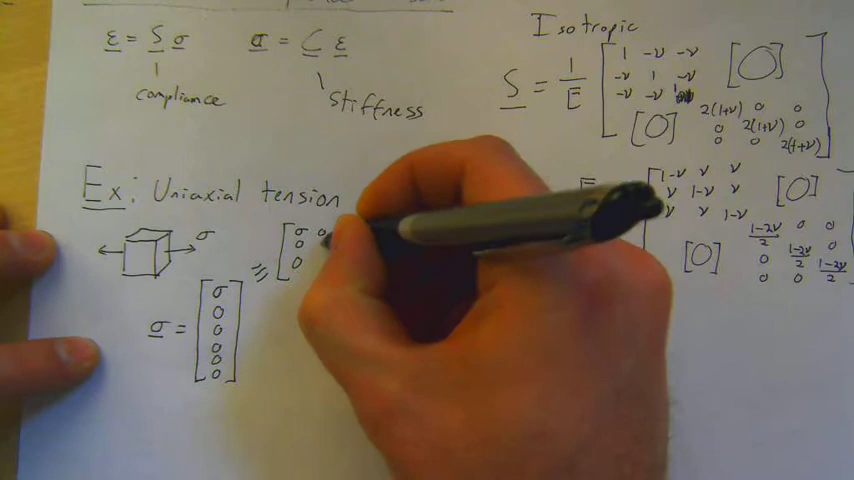 ε = S σ    σ = C ε
compliance    stiffness
Isotropic
S = 1/E [ 1 -ν -ν [0]
-ν 1 -ν
-ν -ν 1
[0] 2(1+ν) 0 0
0 2(1+ν) 0
0 0 2(1+ν) ]
Ex: Uniaxial tension
σ
[ σ 0
0
0
σ = [ σ
0
0
0
0
0 ]
[ 1-ν ν ν [0]
ν 1-ν ν
ν ν 1-ν
[0] 1-2ν/2 0 0
0 1-2ν/2 0
0 0 1-2ν/2